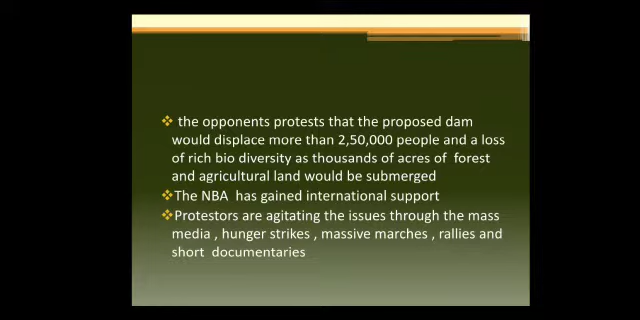 ❖ the opponents protests that the proposed dam
would displace more than 2,50,000 people and a loss
of rich bio diversity as thousands of acres of forest
and agricultural land would be submerged
❖The NBA has gained international support
❖Protestors are agitating the issues through the mass
media , hunger strikes , massive marches , rallies and
short documentaries